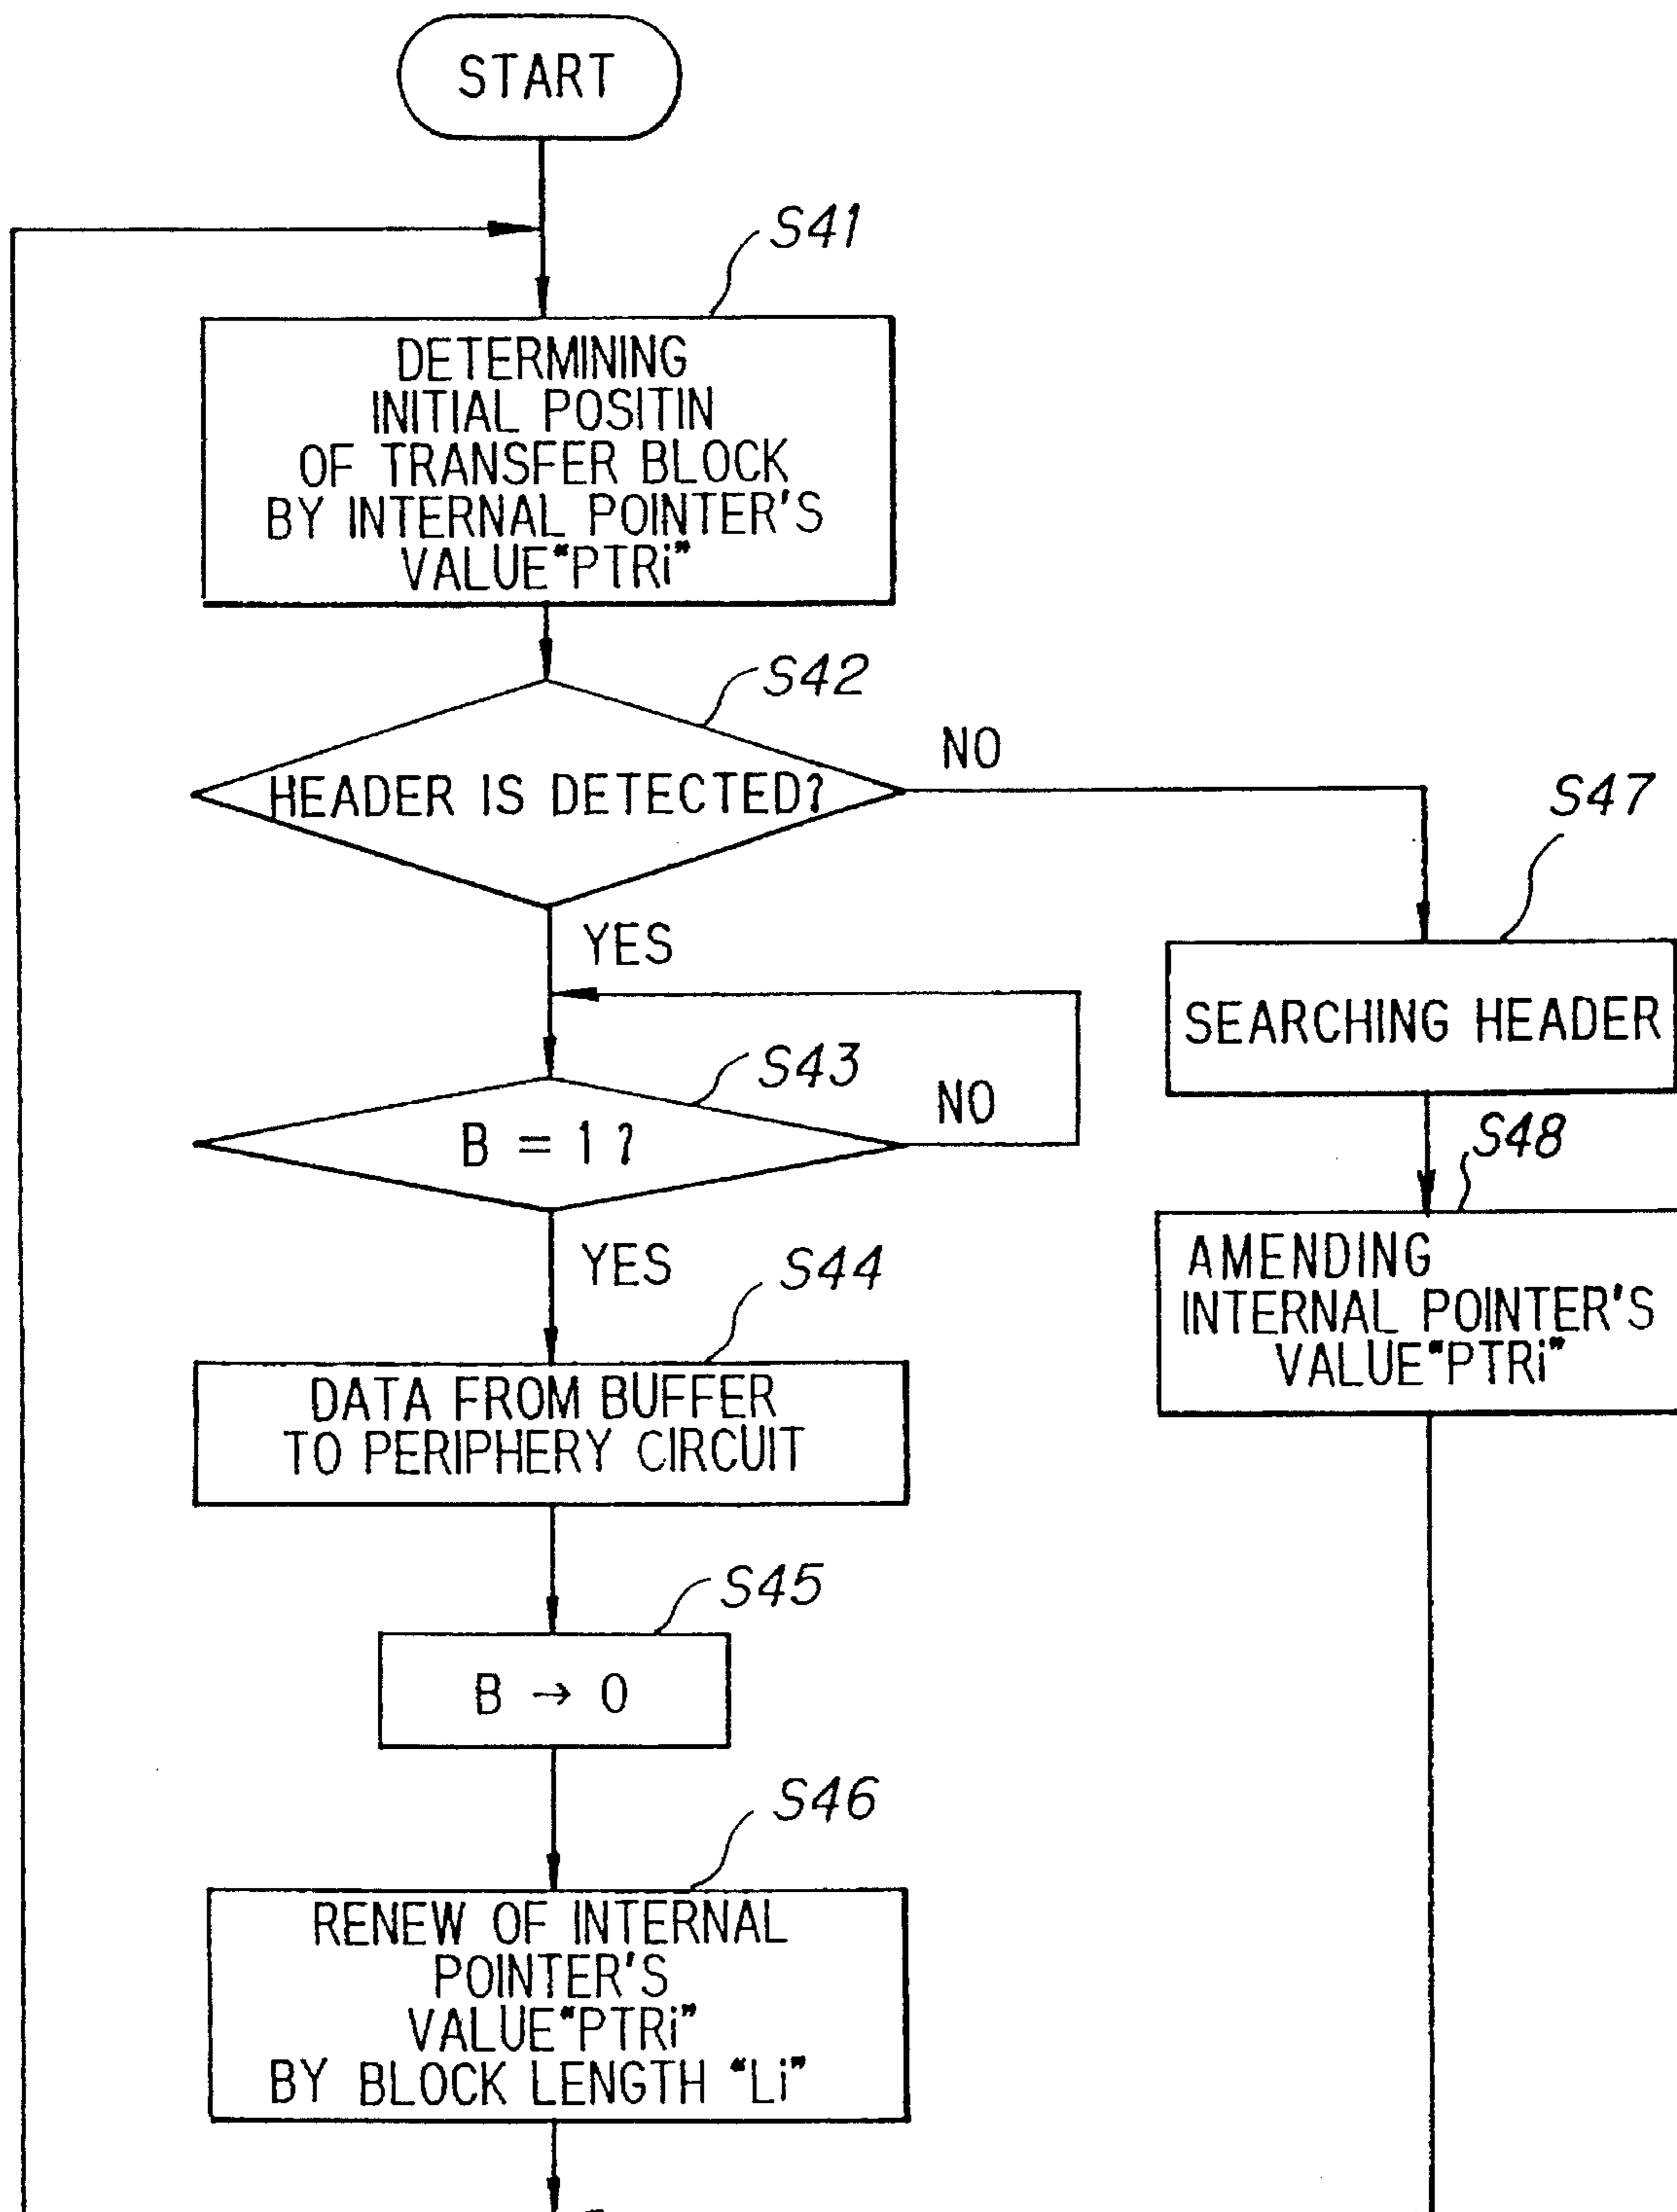 START
S41
DETERMINING
INITIAL POSITIN
OF TRANSFER BLOCK
BY INTERNAL POINTER'S
VALUE"PTRi"
S42
HEADER IS DETECTED?
NO
YES
S47
SEARCHING HEADER
S43
B = 1?
NO
YES
S48
AMENDING
INTERNAL POINTER'S
VALUE"PTRi"
S44
DATA FROM BUFFER
TO PERIPHERY CIRCUIT
S45
B → 0
S46
RENEW OF INTERNAL
POINTER'S
VALUE"PTRi"
BY BLOCK LENGTH "Li"